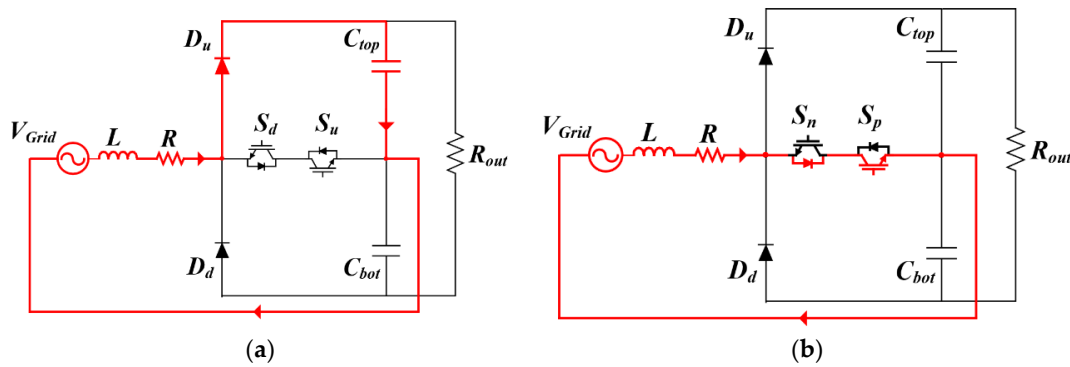 D_u
C_top
S_d
S_u
V_Grid
L
R
R_out
D_d
C_bot
(a)
D_u
C_top
S_n
S_p
V_Grid
L
R
R_out
D_d
C_bot
(b)